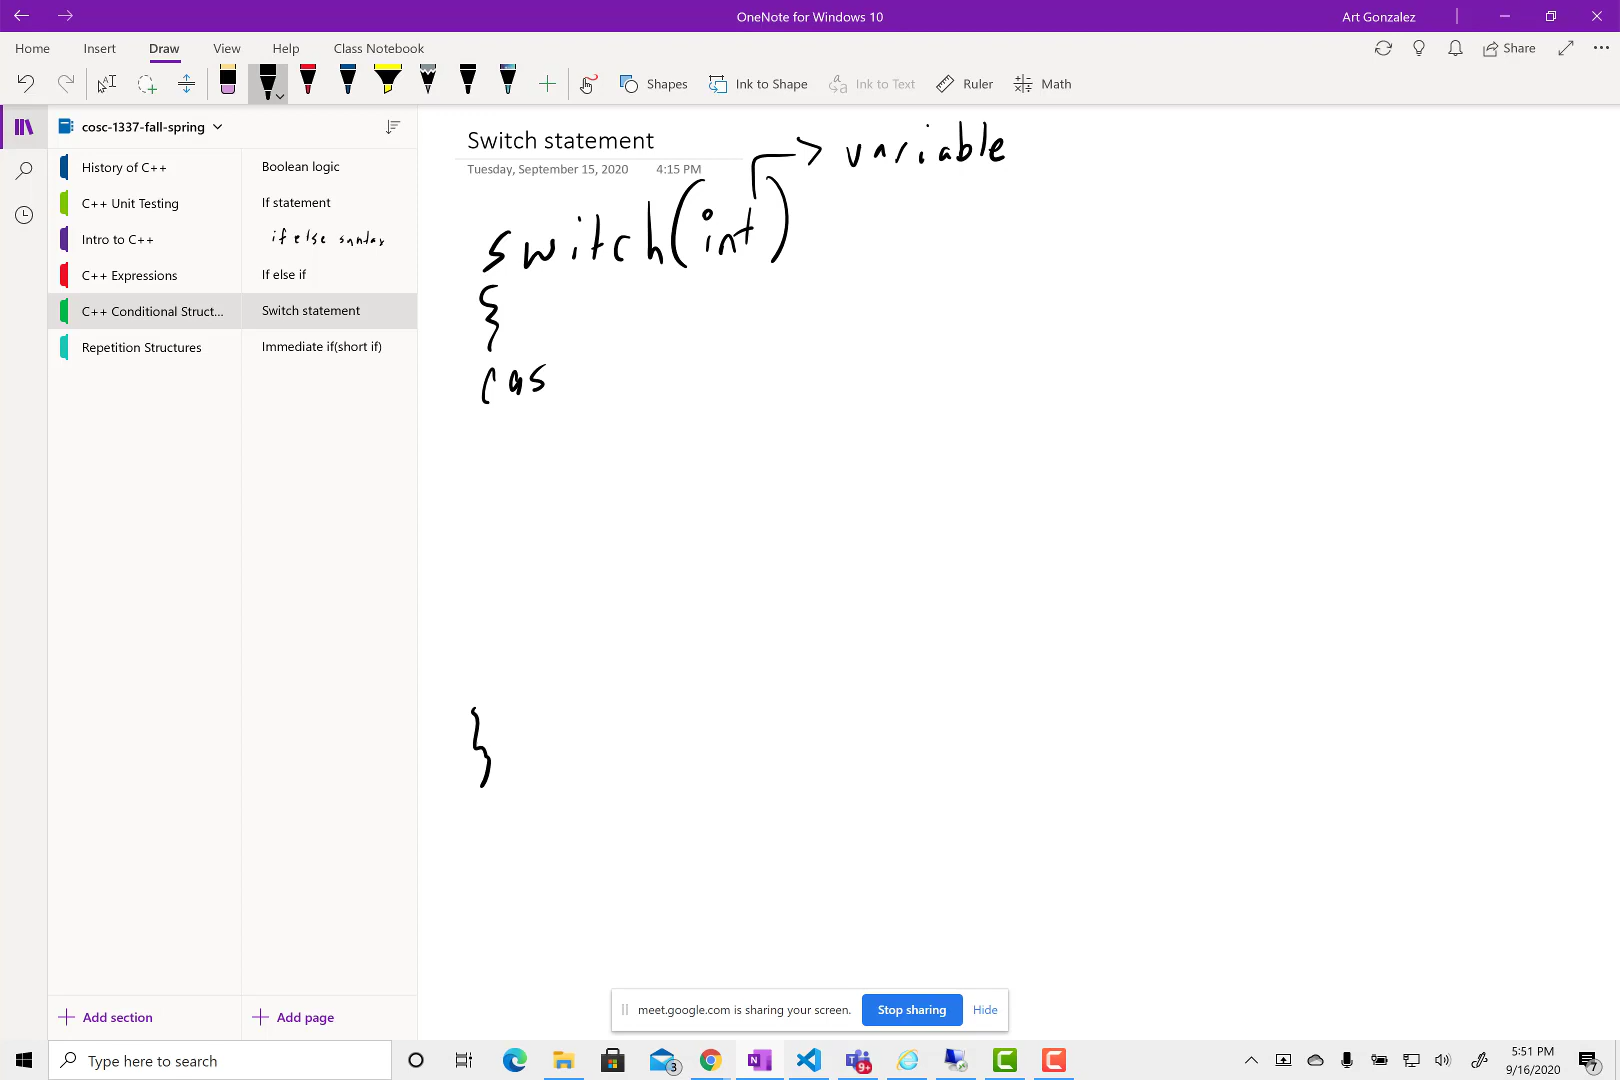 OneNote for Windows 10
Art Gonzalez
Home Insert Draw View Help Class Notebook
Share
Shapes Ink to Shape Ink to Text Ruler Math
cosc-1337-fall-spring
History of C++
C++ Unit Testing
Intro to C++
C++ Expressions
C++ Conditional Struct...
Repetition Structures
Boolean logic
If statement
if else syntax
If else if
Switch statement
Immediate if(short if)
Switch statement
Tuesday, September 15, 2020 4:15 PM
variable
switch(int)
{
cas
}
Add section
Add page
meet.google.com is sharing your screen. Stop sharing Hide
Type here to search
3
9+
5:51 PM
9/16/2020
7